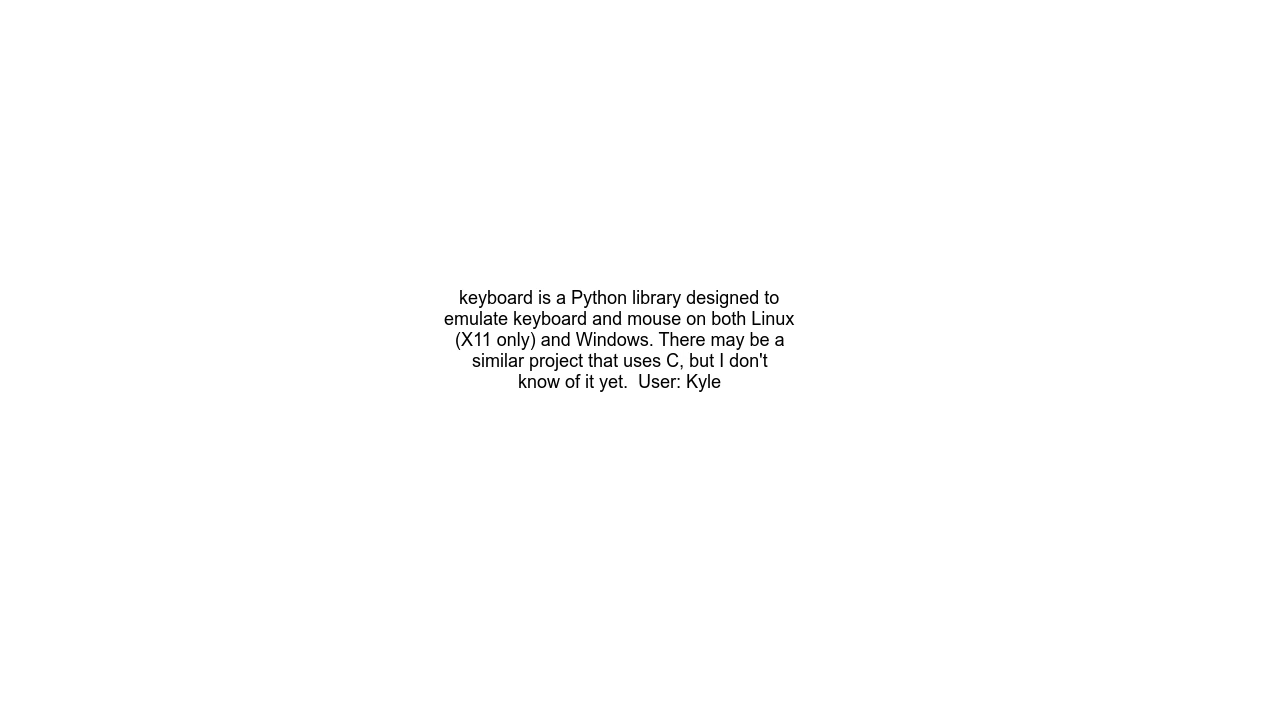 keyboard is a Python library designed to
emulate keyboard and mouse on both Linux
(X11 only) and Windows. There may be a
similar project that uses C, but I don't
know of it yet.  User: Kyle